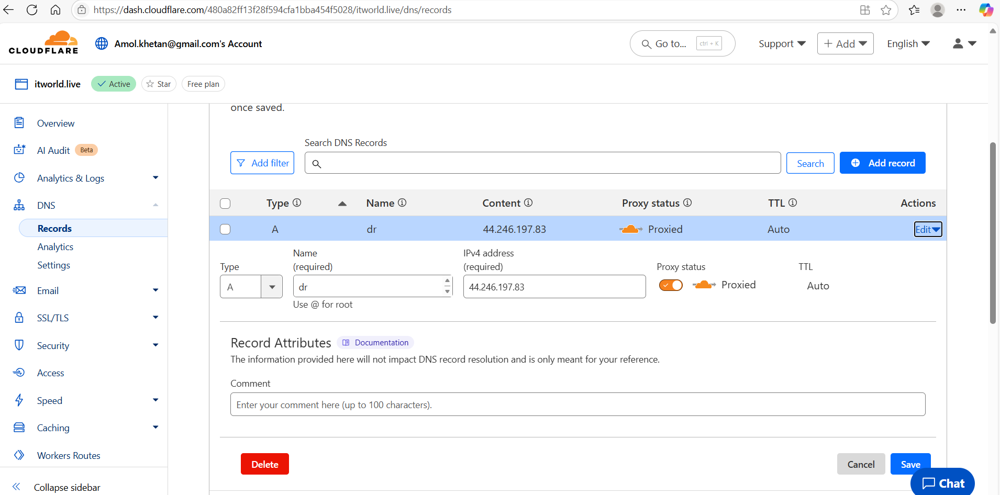 https://dash.cloudflare.com/480a82ff13f28f594cfa1bba454f5028/itworld.live/dns/records
CLOUDFLARE
Amol.khetan@gmail.com's Account
Go to... ctrl + K
Support
+ Add
English
itworld.live
Active
Star
Free plan
Overview
AI Audit Beta
Analytics & Logs
DNS
Records
Analytics
Settings
Email
SSL/TLS
Security
Access
Speed
Caching
Workers Routes
Collapse sidebar
once saved.
Search DNS Records
Add filter
Search
Add record
Type Name Content Proxy status TTL Actions
A dr 44.246.197.83 Proxied Auto Edit
Type
A
Name
(required)
dr
Use @ for root
IPv4 address
(required)
44.246.197.83
Proxy status
Proxied
TTL
Auto
Record Attributes Documentation
The information provided here will not impact DNS record resolution and is only meant for your reference.
Comment
Enter your comment here (up to 100 characters).
Delete
Cancel
Save
Chat